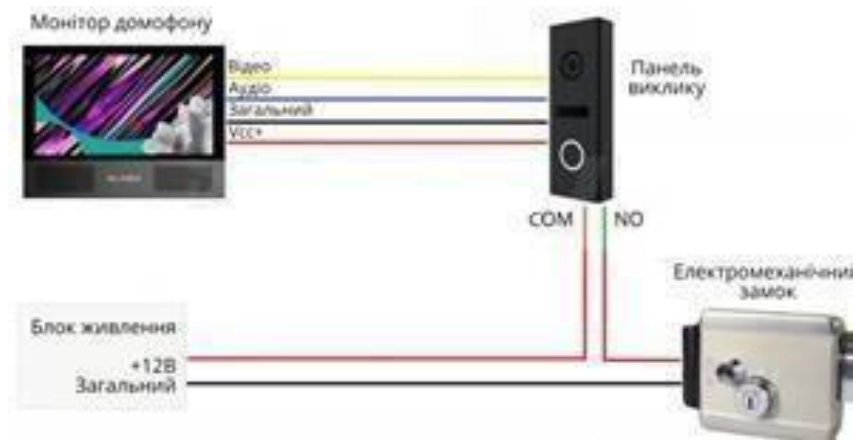 Монітор домофону
Відео
Аудіо
Загальний
Vcc+
Панель
виклику
COM
NO
Електромеханічний
замок
Блок живлення
+12В
Загальний